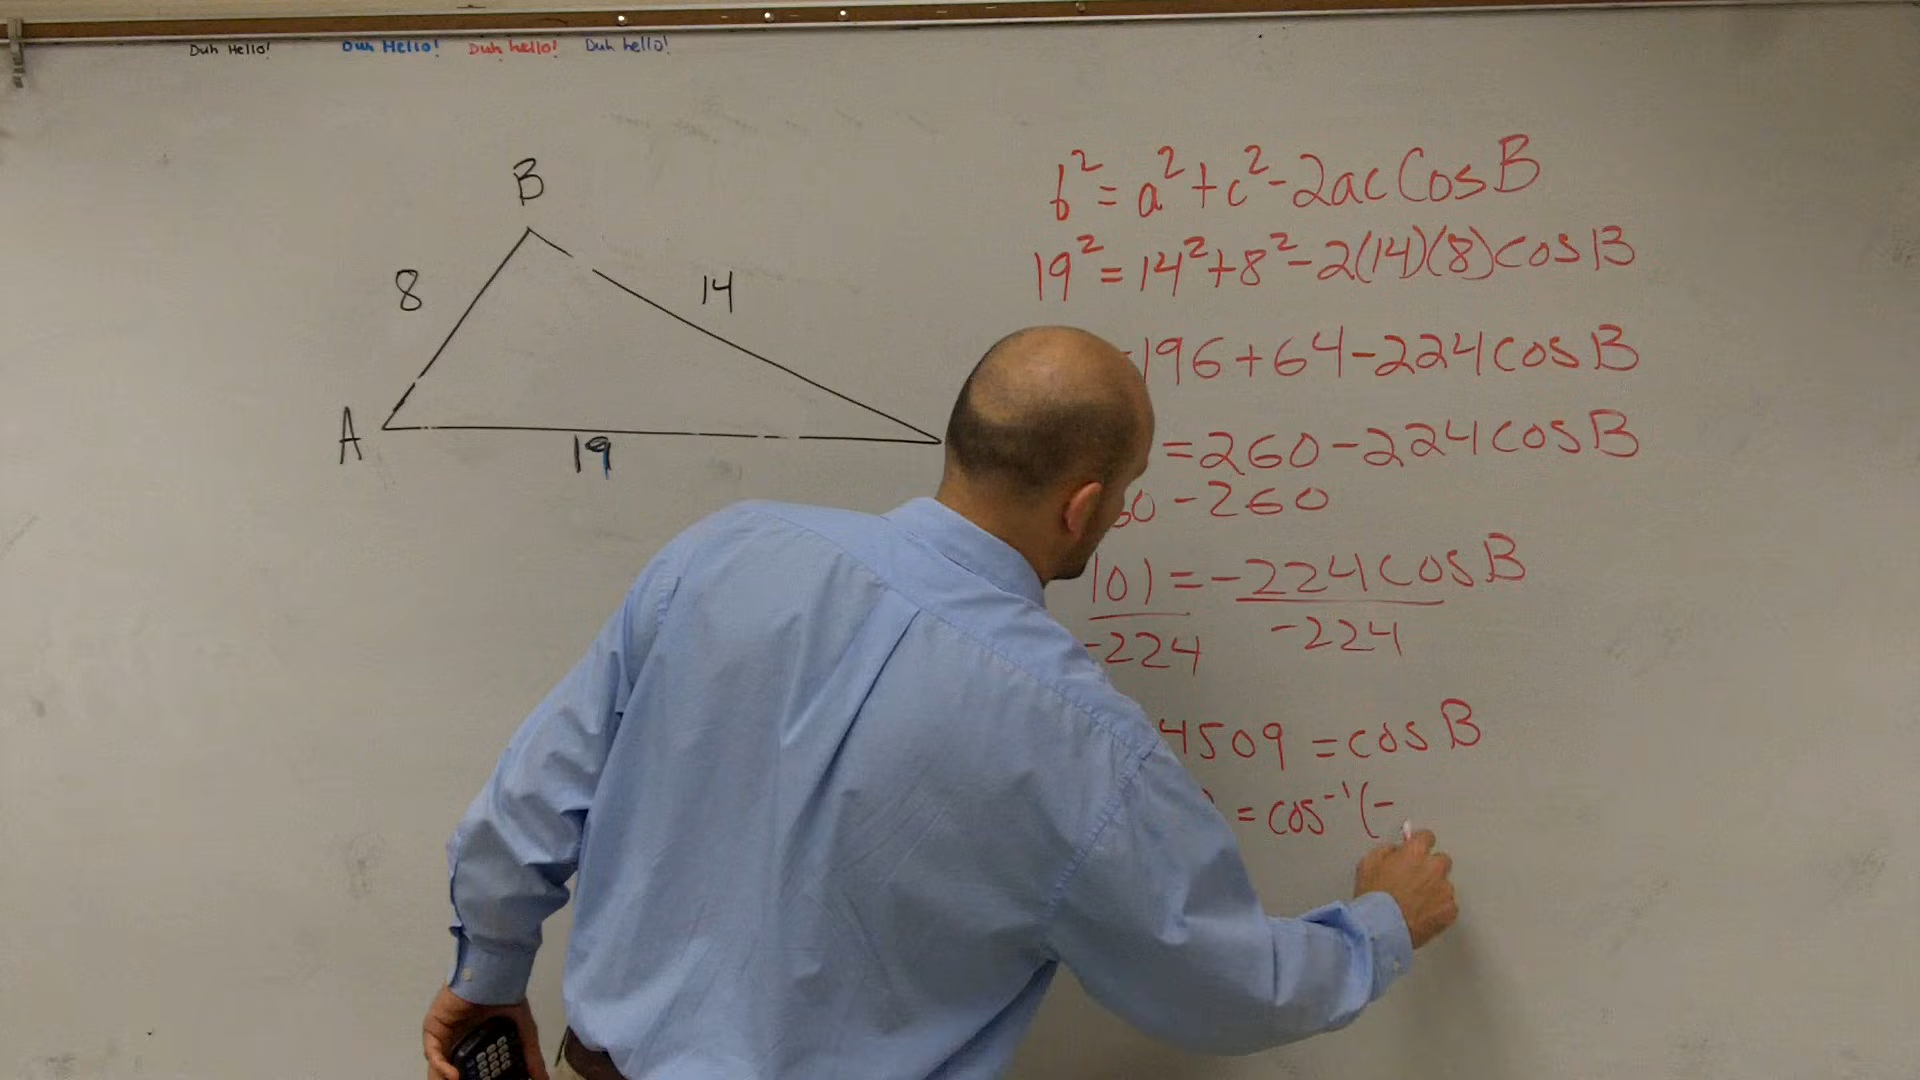 Duh Hello! Duh Hello! Duh hello! Duh hello!
B
8
14
A
19
b² = a² + c² - 2ac Cos B
19² = 14² + 8² - 2(14)(8) cos B
196 + 64 - 224 cos B
= 260 - 224 cos B
- 260
101 = -224 cos B
-224 -224
4509 = cos B
= cos⁻¹(-